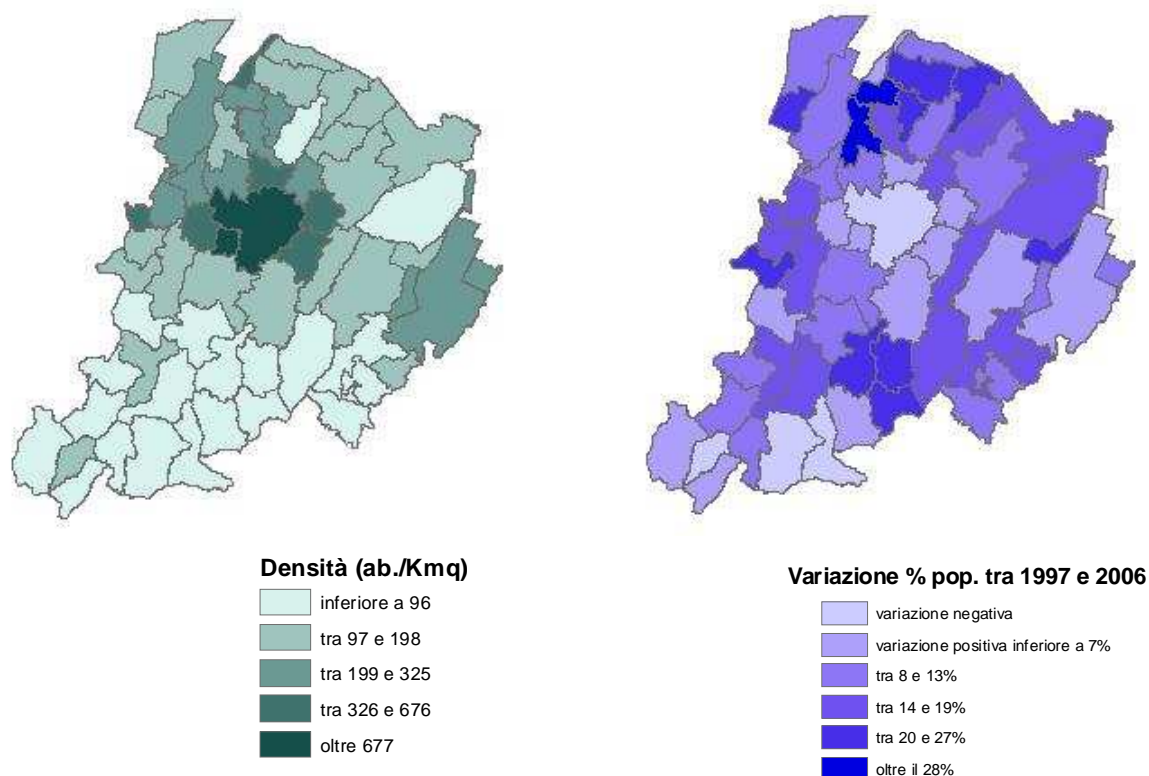 Densità (ab./Kmq)
inferiore a 96
tra 97 e 198
tra 199 e 325
tra 326 e 676
oltre 677
Variazione % pop. tra 1997 e 2006
variazione negativa
variazione positiva inferiore a 7%
tra 8 e 13%
tra 14 e 19%
tra 20 e 27%
oltre il 28%